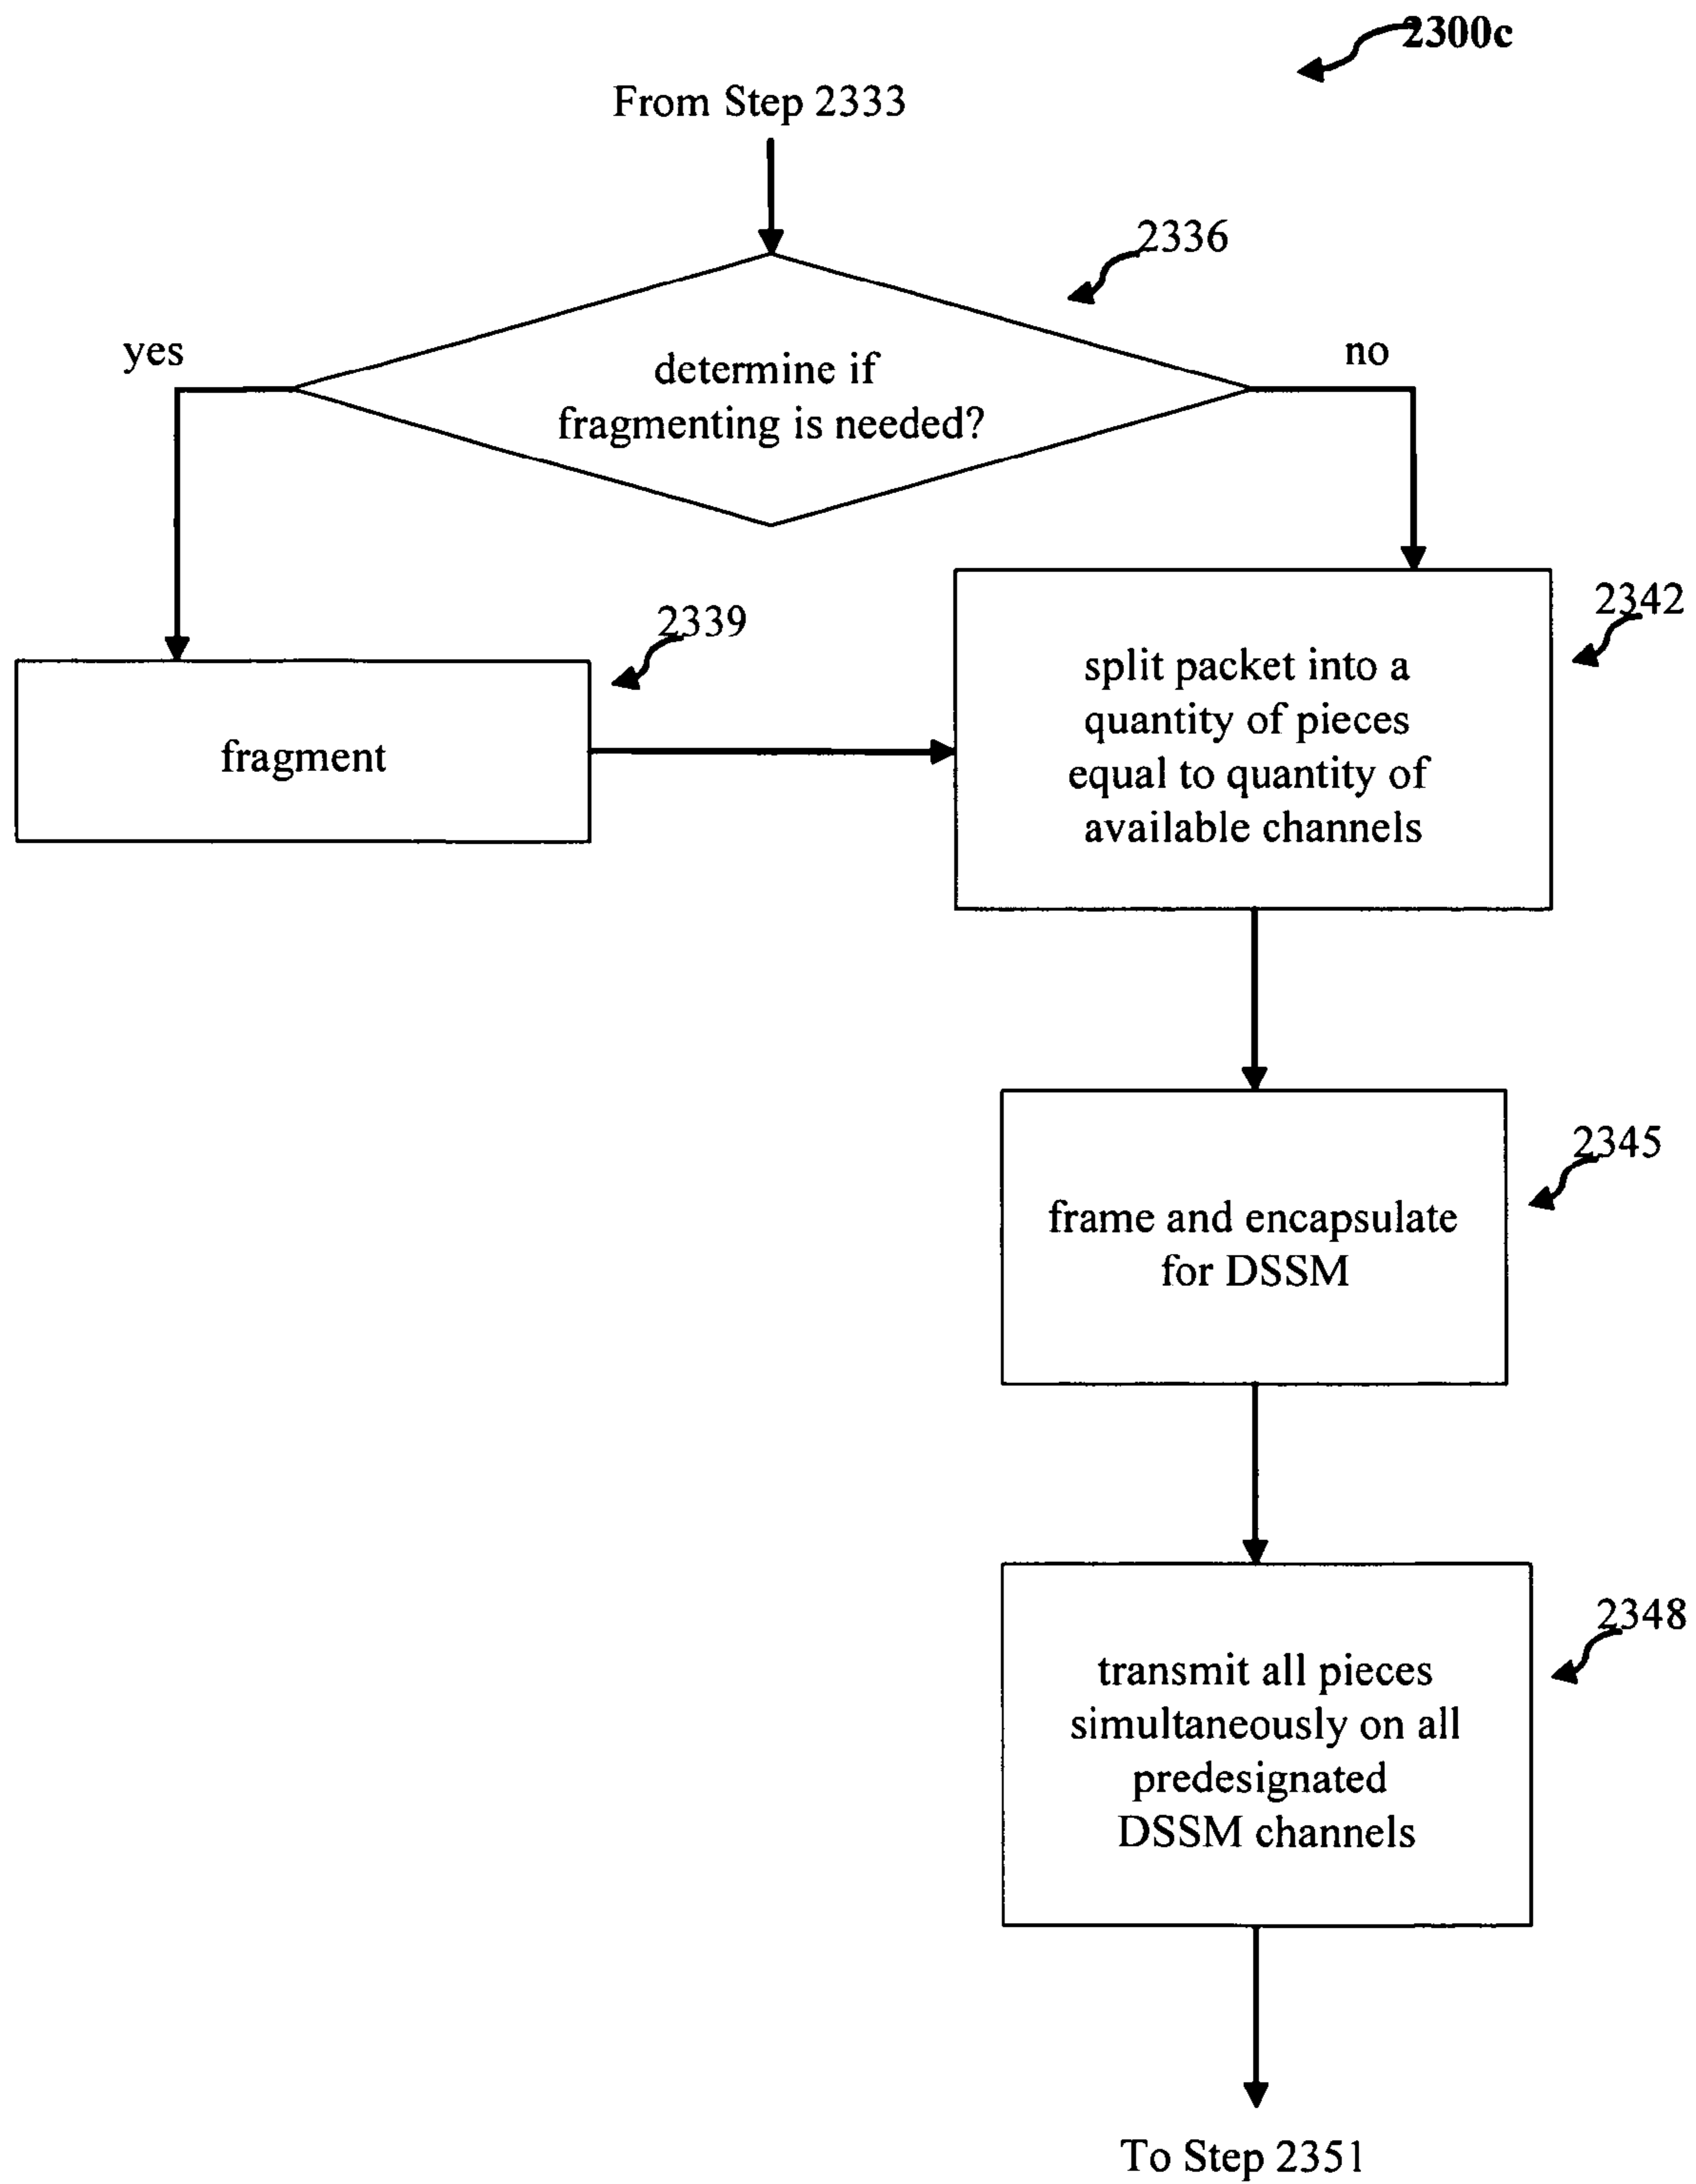 2300c
From Step 2333
2336
yes
no
determine if
fragmenting is needed?
2339
2342
fragment
split packet into a
quantity of pieces
equal to quantity of
available channels
2345
frame and encapsulate
for DSSM
2348
transmit all pieces
simultaneously on all
predesignated
DSSM channels
To Step 2351